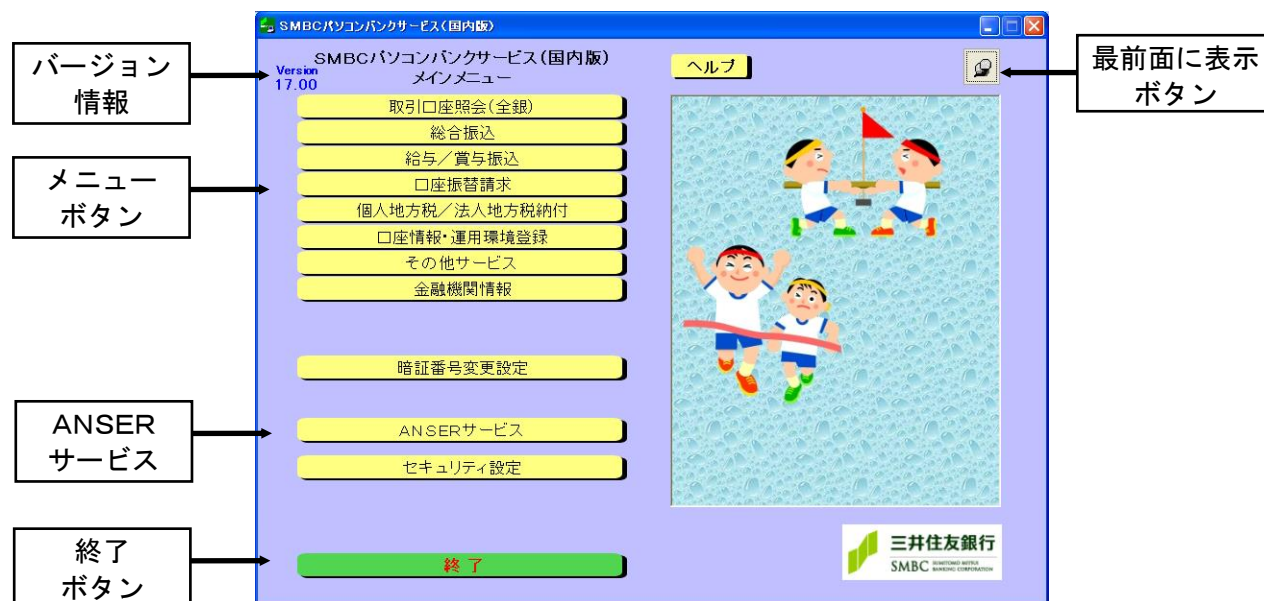 SMBCパソコンバンクサービス(国内版)
バージョン
情報
SMBCパソコンバンクサービス(国内版)
メインメニュー
Version
17.00
ヘルプ
最前面に表示
ボタン
メニュー
ボタン
取引口座照会(全銀)
総合振込
給与/賞与振込
口座振替請求
個人地方税/法人地方税納付
口座情報・運用環境登録
その他サービス
金融機関情報
暗証番号変更設定
ANSER
サービス
ANSERサービス
セキュリティ設定
終了
ボタン
終 了
三井住友銀行
SMBC
SUMITOMO MITSUI
BANKING CORPORATION